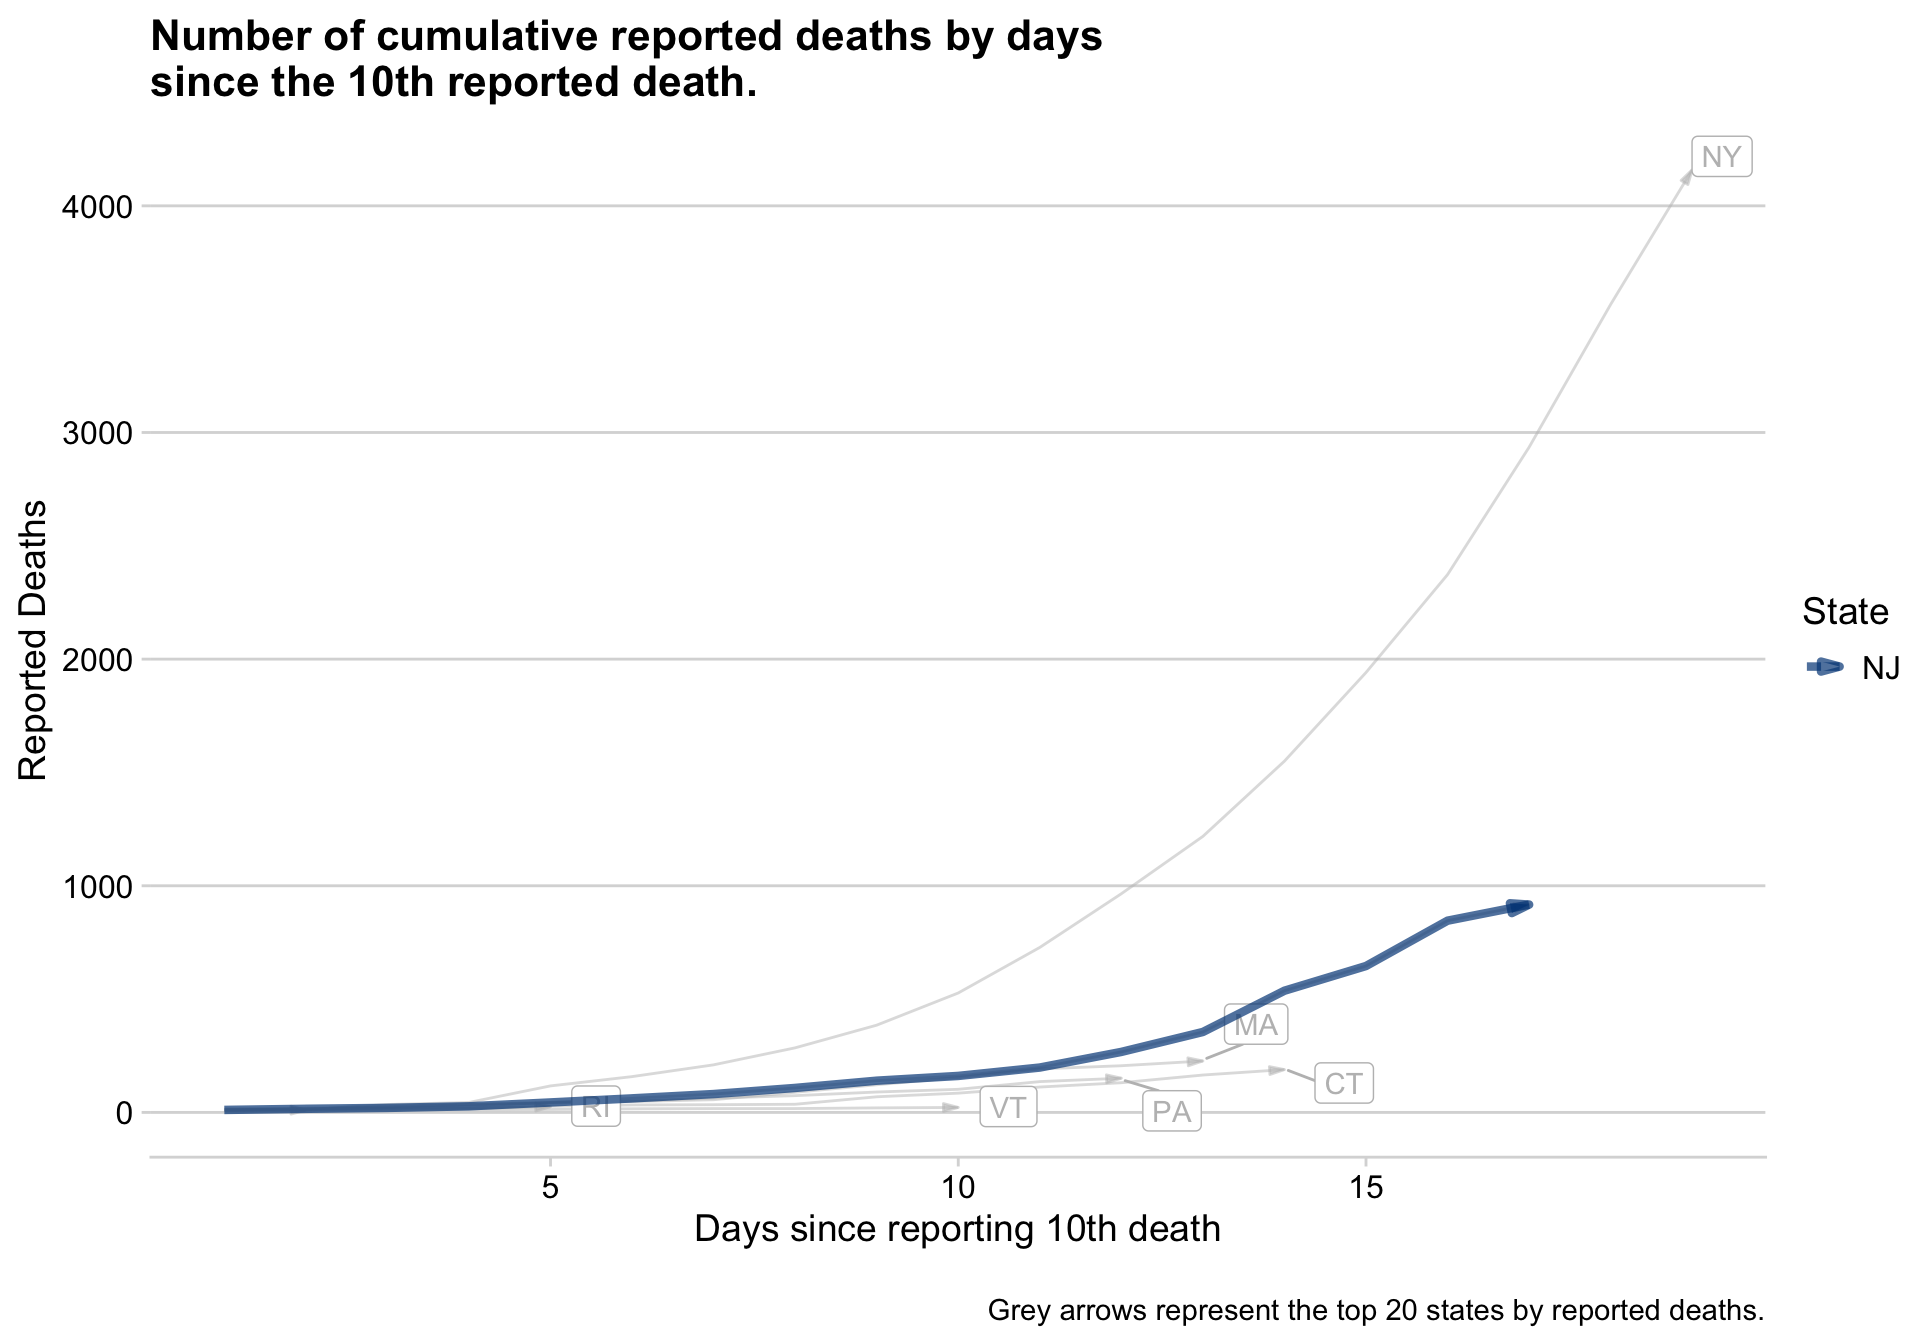 Number of cumulative reported deaths by days
since the 10th reported death.
NY
4000
3000
2000
1000
0
Reported Deaths
State
NJ
MA
CT
RI
VT
PA
5
10
15
Days since reporting 10th death
Grey arrows represent the top 20 states by reported deaths.